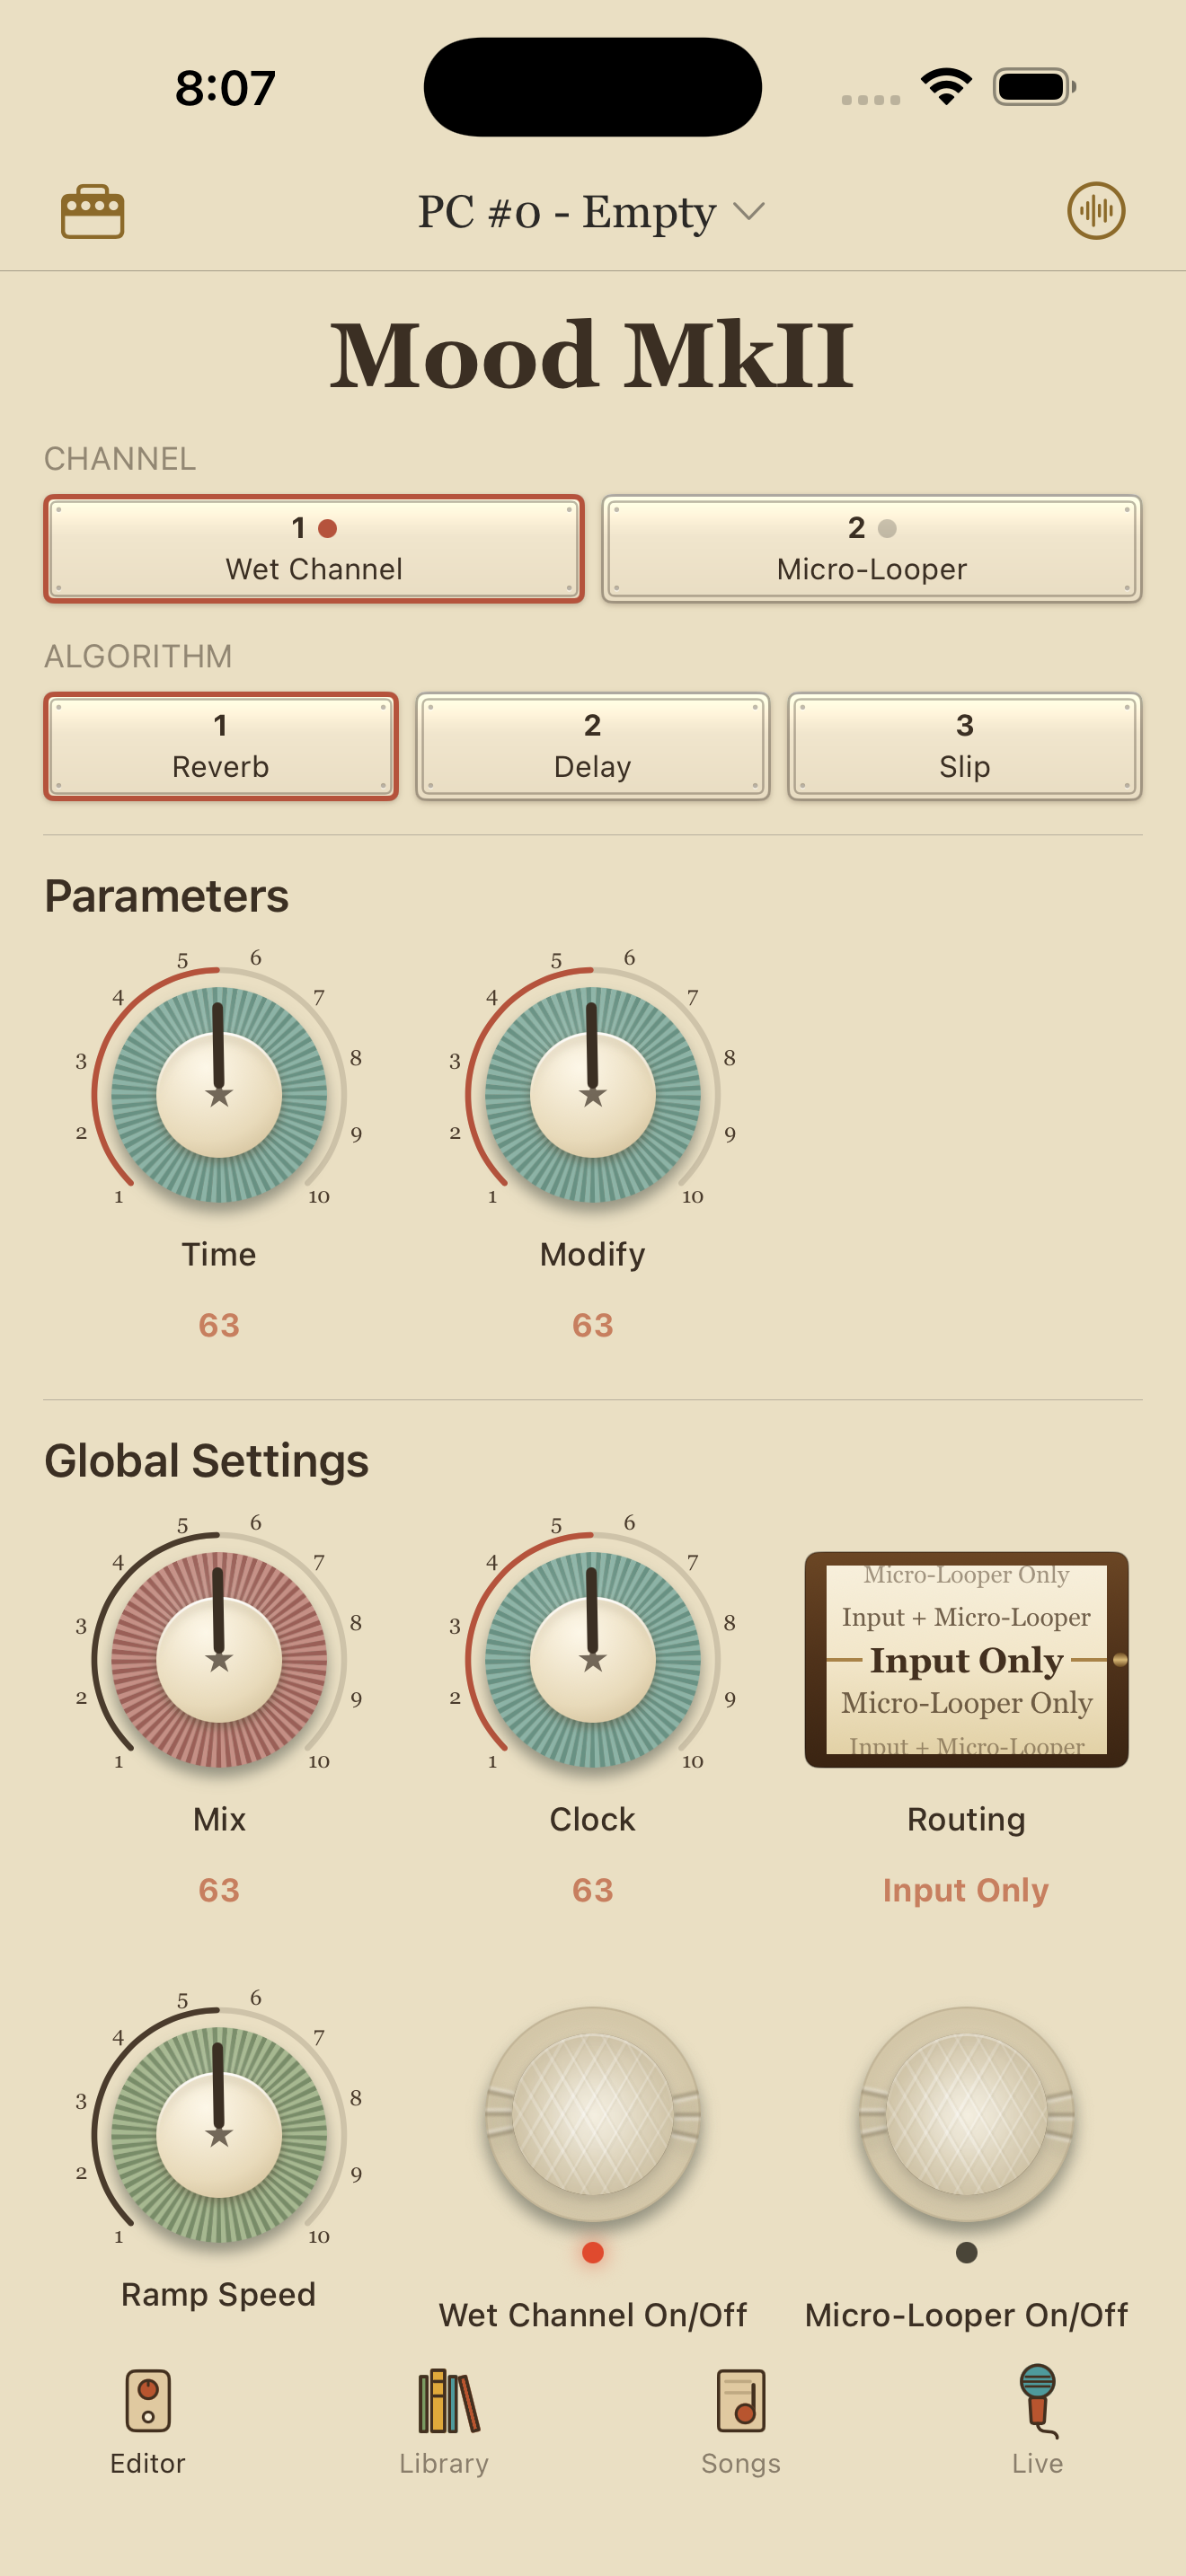 8:07
PC #0 - Empty
Mood MkII
CHANNEL
1
Wet Channel
2
Micro-Looper
ALGORITHM
1
Reverb
2
Delay
3
Slip
Parameters
1 2 3 4 5 6 7 8 9 10
Time
63
1 2 3 4 5 6 7 8 9 10
Modify
63
Global Settings
1 2 3 4 5 6 7 8 9 10
Mix
63
1 2 3 4 5 6 7 8 9 10
Clock
63
Micro-Looper Only
Input + Micro-Looper
Input Only
Micro-Looper Only
Input + Micro-Looper
Routing
Input Only
1 2 3 4 5 6 7 8 9 10
Ramp Speed
Wet Channel On/Off
Micro-Looper On/Off
Editor
Library
Songs
Live